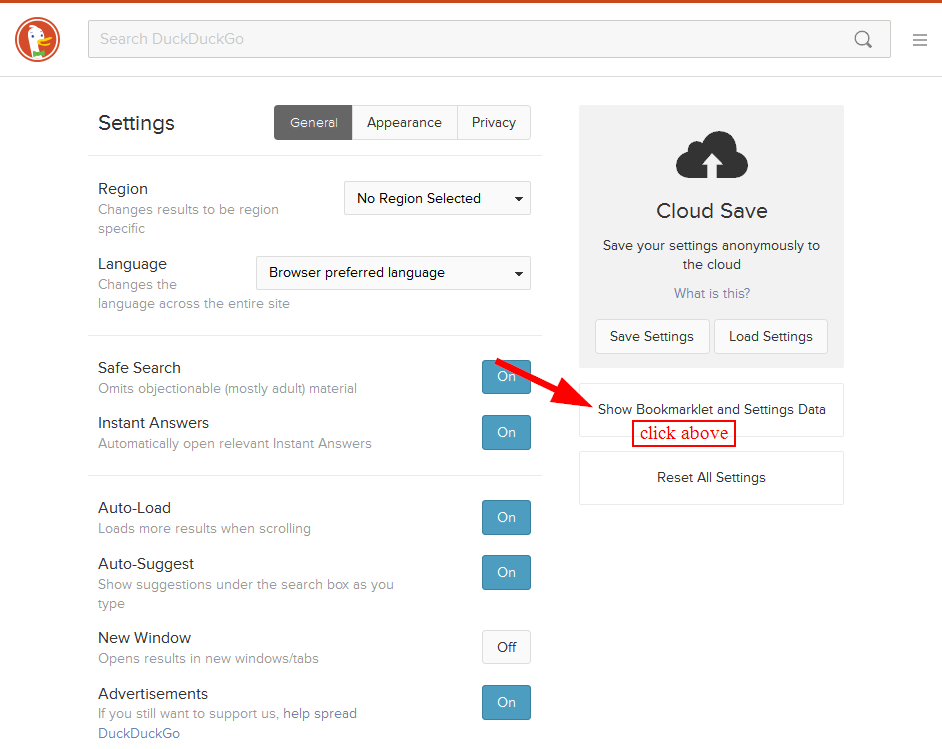 Search DuckDuckGo
Settings
General
Appearance
Privacy
Region
Changes results to be region
specific
No Region Selected
Language
Changes the
language across the entire site
Browser preferred language
Safe Search
Omits objectionable (mostly adult) material
On
Instant Answers
Automatically open relevant Instant Answers
On
Auto-Load
Loads more results when scrolling
On
Auto-Suggest
Show suggestions under the search box as you
type
On
New Window
Opens results in new windows/tabs
Off
Advertisements
If you still want to support us, help spread
DuckDuckGo
On
Cloud Save
Save your settings anonymously to
the cloud
What is this?
Save Settings
Load Settings
Show Bookmarklet and Settings Data
click above
Reset All Settings